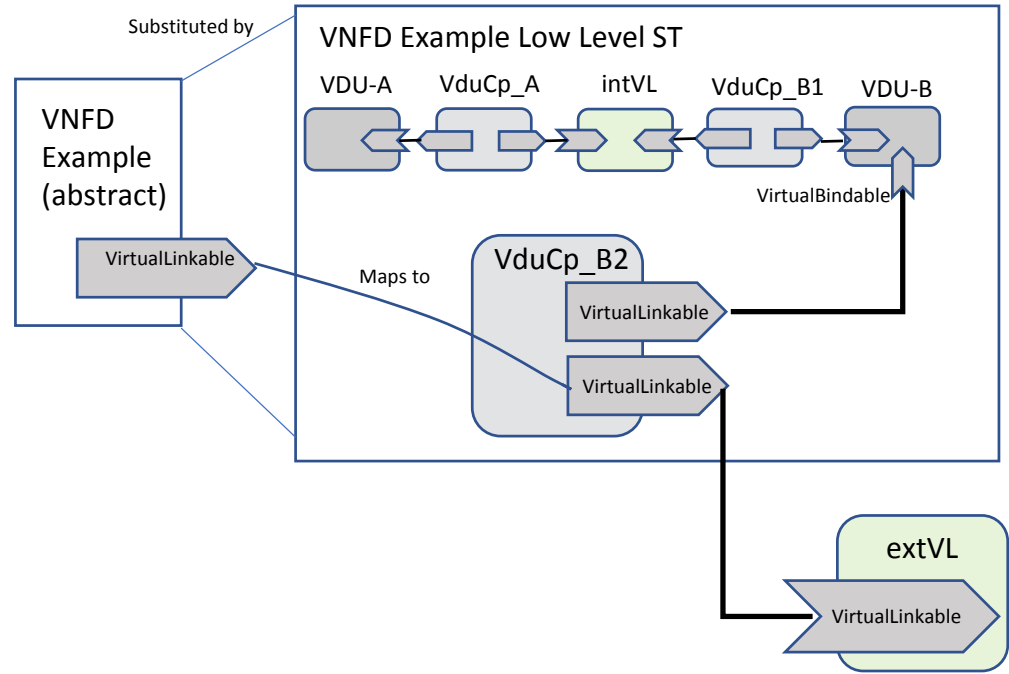 Substituted by
VNFD Example Low Level ST
VDU-A
VduCp_A
intVL
VduCp_B1
VDU-B
VNFD
Example
(abstract)
VirtualBindable
VirtualLinkable
Maps to
VduCp_B2
VirtualLinkable
VirtualLinkable
extVL
VirtualLinkable